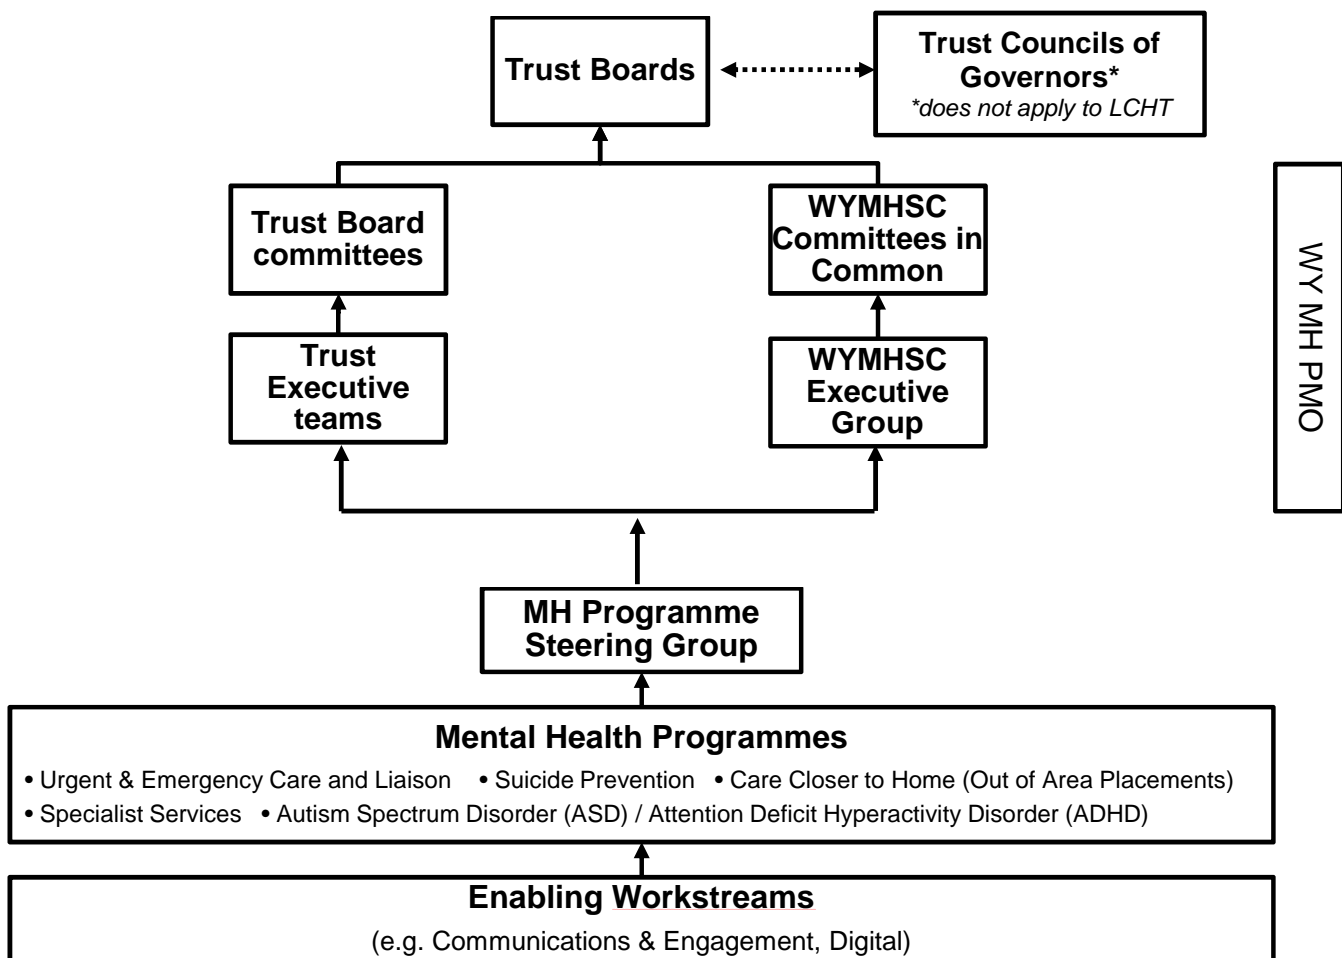 Trust Boards
Trust Councils of
Governors*
*does not apply to LCHT
Trust Board
committees
WYMHSC
Committees in
Common
WY MH PMO
Trust
Executive
teams
WYMHSC
Executive
Group
MH Programme
Steering Group
Mental Health Programmes
• Urgent & Emergency Care and Liaison • Suicide Prevention • Care Closer to Home (Out of Area Placements)
• Specialist Services • Autism Spectrum Disorder (ASD) / Attention Deficit Hyperactivity Disorder (ADHD)
Enabling Workstreams
(e.g. Communications & Engagement, Digital)